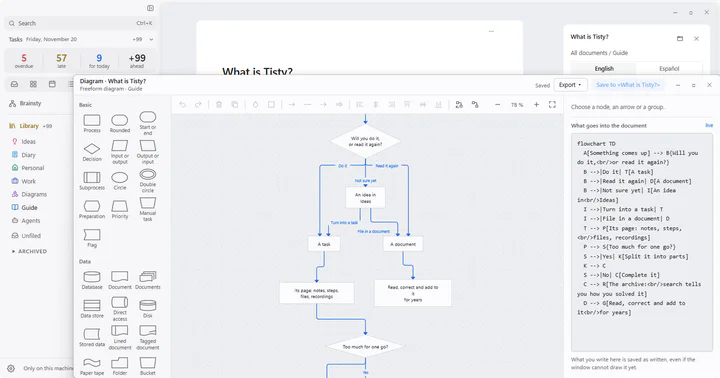 Search
Ctrl+K
Tasks Friday, November 20 +99
5 57 9 +99
overdue late today ahead
Brainsty
Library +99
Ideas
Diary
Personal
Work
Diagrams
Guide
Agents
Unfiled
ARCHIVED
Only on this machine
What is Tisty?
What is Tisty?
All documents / Guide
English Español
Diagram · What is Tisty?
Freeform diagram · Guide
Saved
Export
Save to «What is Tisty?»
Basic
Process
Rounded
Start or
end
Decision
Input or
output
Output or
input
Subprocess
Circle
Double
circle
Preparation
Priority
Manual
task
Flag
Data
Database
Document
Documents
Data store
Direct
access
Disk
Stored data
Lined
document
Tagged
document
Paper tape
Folder
Bucket
78 %
Will you do it,
or read it again?
Do it
Read it again
Not sure yet
An idea in
Ideas
Turn into a task
File in a document
A task
A document
Its page: notes, steps,
files, recordings
Read, correct and add to
it
for years
Too much for one go?
No
Choose a node, an arrow or a group.
What goes into the document
live
flowchart TD
A[Something comes up] --> B{Will you
do it,<br/>or read it again?}
B -->|Do it| T[A task]
B -->|Read it again| D[A document]
B -->|Not sure yet| I[An idea
in<br/>Ideas]
I -->|Turn into a task| T
I -->|File in a document| D
T --> P[Its page: notes, steps,
<br/>files, recordings]
P --> S{Too much for one go?}
S -->|Yes| K[Split it into parts]
K --> C
S -->|No| C[Complete it]
C --> R[The archive:<br/>search tells
you how you solved it]
D --> G[Read, correct and add to
it<br/>for years]
What you write here is saved as written, even if the
window cannot draw it yet.